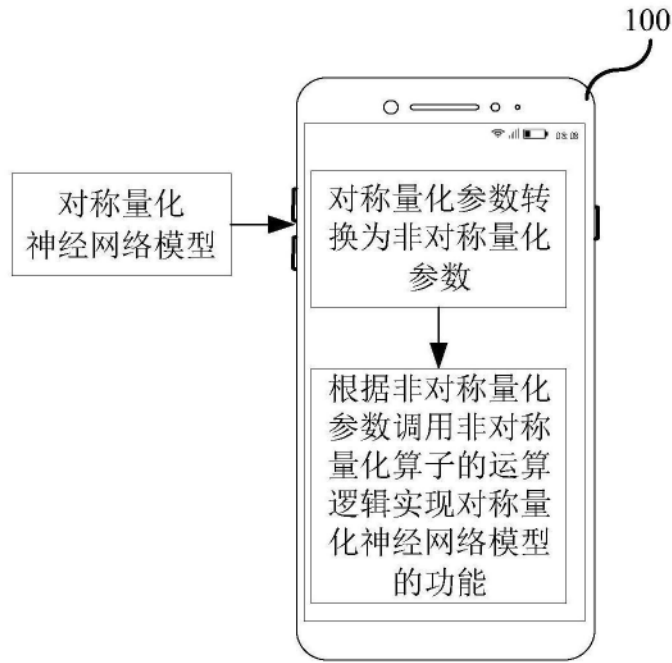 100
08:08
对称量化
神经网络模型
对称量化参数转
换为非对称量化
参数
根据非对称量化
参数调用非对称
量化算子的运算
逻辑实现对称量
化神经网络模型
的功能